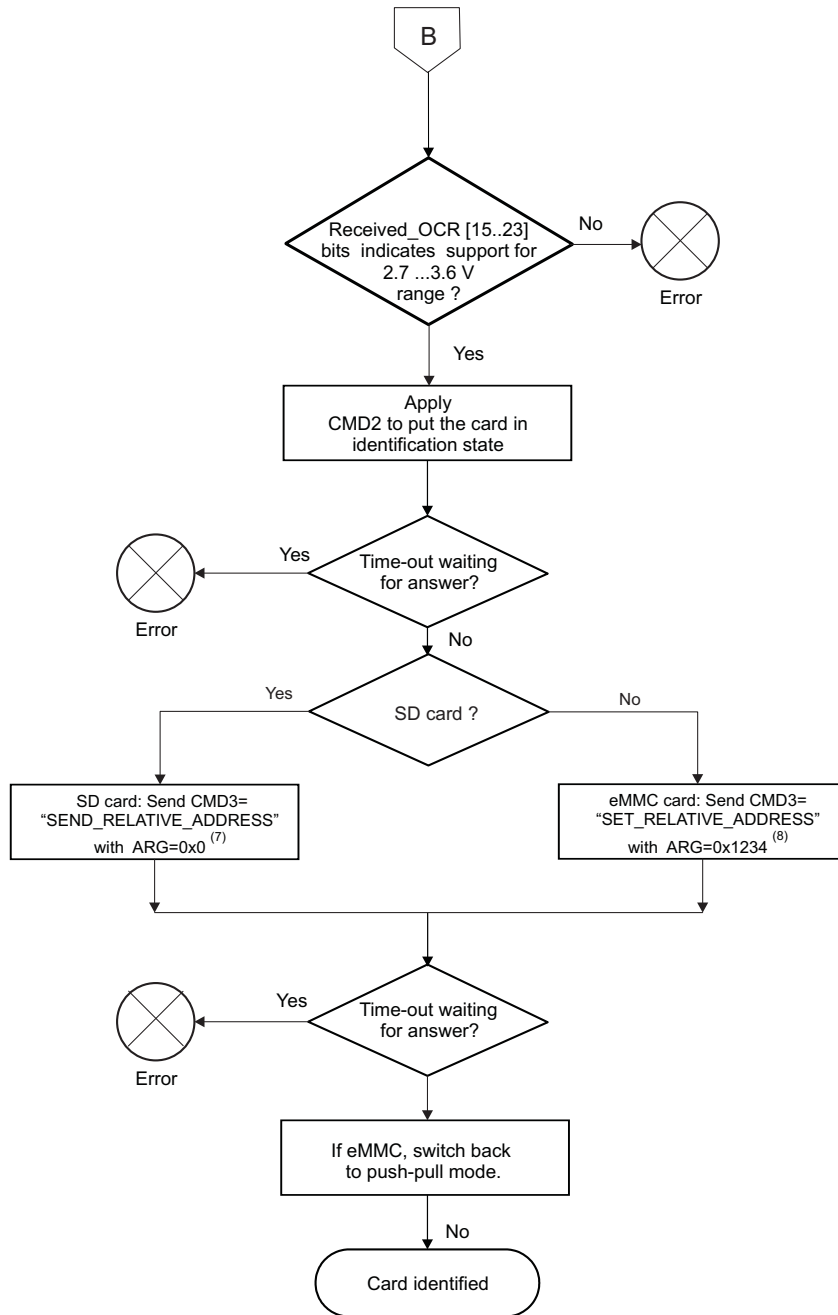 B
Received_OCR [15..23]
bits indicates support for
2.7 ...3.6 V
range ?
No
Error
Yes
Apply
CMD2 to put the card in
identification state
Time-out waiting
for answer?
Yes
Error
No
SD card ?
Yes
No
SD card: Send CMD3=
“SEND_RELATIVE_ADDRESS”
with ARG=0x0 (7)
eMMC card: Send CMD3=
“SET_RELATIVE_ADDRESS”
with ARG=0x1234 (8)
Time-out waiting
for answer?
Yes
Error
If eMMC, switch back
to push-pull mode.
No
Card identified